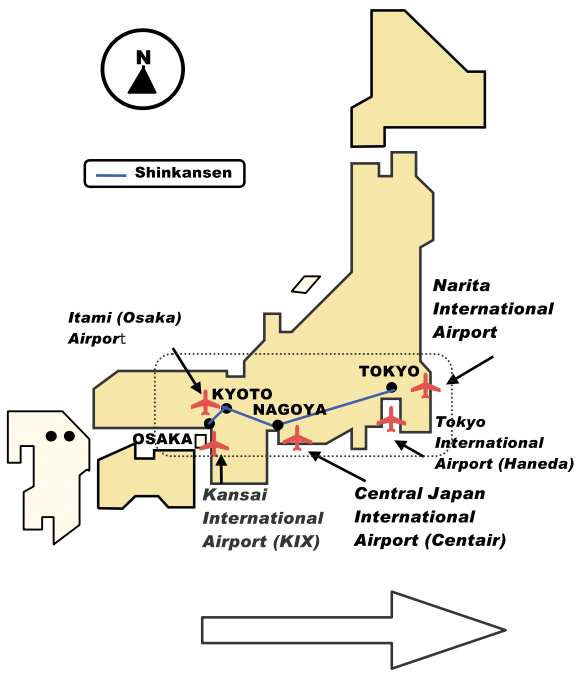 N
Shinkansen
Narita
International
Airport
Itami (Osaka)
Airport
TOKYO
KYOTO
NAGOYA
OSAKA
Tokyo
International
Airport (Haneda)
Kansai
International
Airport (KIX)
Central Japan
International
Airport (Centair)